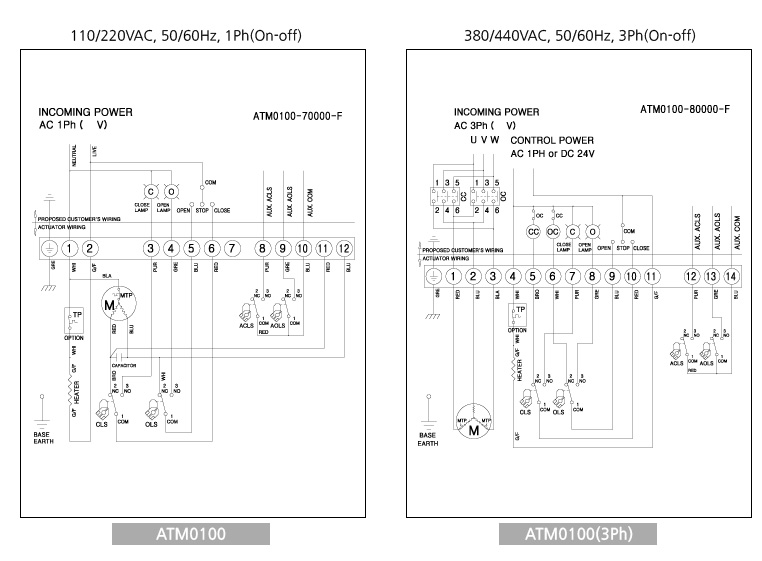 110/220VAC, 50/60Hz, 1Ph(On-off)
INCOMING POWER
AC 1Ph (    V)
ATM0100-70000-F
NEUTRAL
LIVE
COM
C O
CLOSE LAMP
OPEN LAMP
OPEN STOP CLOSE
AUX. ACLS
AUX. AOLS
AUX. COM
PROPOSED CUSTOMER'S WIRING
ACTUATOR WIRING
1 2 3 4 5 6 7 8 9 10 11 12
GRE WHI G/F PUR GRE BLU RED PUR GRE BLU RED BLU
BLA
MTP
M
TP
OPTION
RED BLU
2 3
NC NO
1
COM
2 3
NC NO
1
COM
ACLS AOLS
RED
WHI
CAPACITOR
G/F
HEATER
G/F
BRO
WHI
2 3
NC NO
1
COM
CLS
2 3
NC NO
1
COM
OLS
BASE
EARTH
ATM0100
380/440VAC, 50/60Hz, 3Ph(On-off)
INCOMING POWER
AC 3Ph (    V)
ATM0100-80000-F
U V W
CONTROL POWER
AC 1PH or DC 24V
1 3 5
1 3 5
CC
OC
2 4 6
2 4 6
OC CC
CC OC C O
COM
CLOSE LAMP
OPEN LAMP
OPEN STOP CLOSE
AUX. ACLS
AUX. AOLS
AUX. COM
PROPOSED CUSTOMER'S WIRING
ACTUATOR WIRING
1 2 3 4 5 6 7 8 9 10 11 12 13 14
GRE RED BLU BLA WHI BRO WHI PUR GRE BLU RED G/F PUR GRE BLU
TP
OPTION
WHI
G/F
HEATER
G/F
2 3
NC NO
1
COM
CLS
2 3
NC NO
1
COM
OLS
2 3
NC NO
1
COM
ACLS
2 3
NC NO
1
COM
AOLS
RED
MTP MTP
M
BASE
EARTH
ATM0100(3Ph)